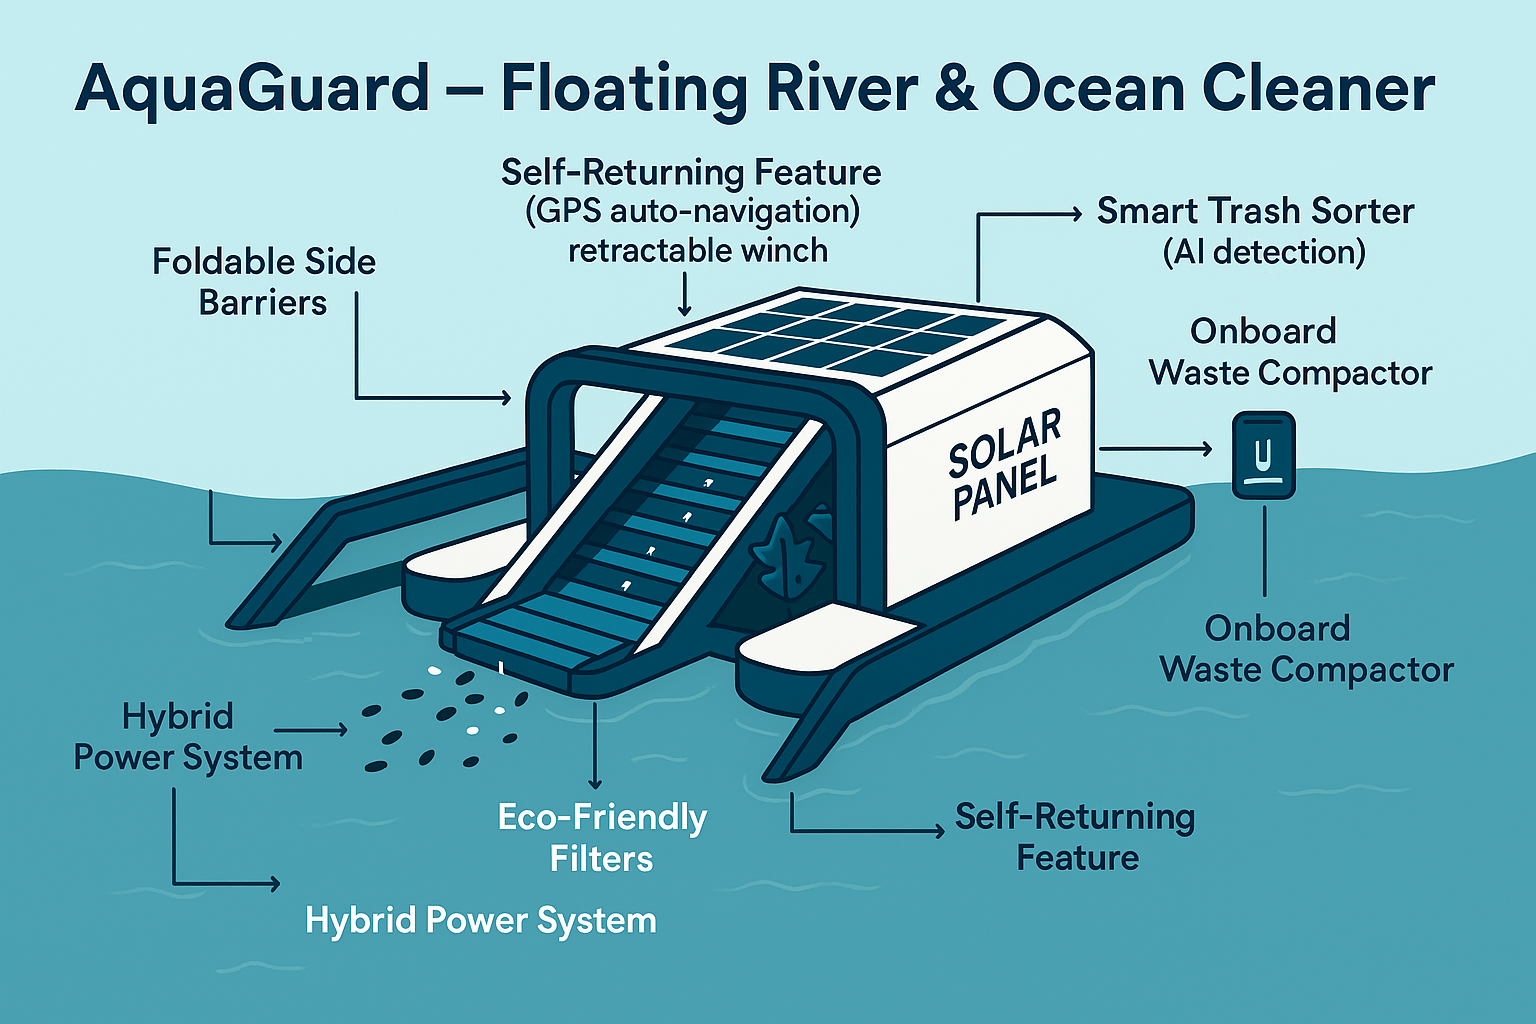 AquaGuard – Floating River & Ocean Cleaner
Self-Returning Feature
(GPS auto-navigation)
retractable winch
Smart Trash Sorter
(AI detection)
Foldable Side
Barriers
Onboard
Waste Compactor
SOLAR
PANEL
U
Onboard
Waste Compactor
Hybrid
Power System
Eco-Friendly
Filters
Self-Returning
Feature
Hybrid Power System